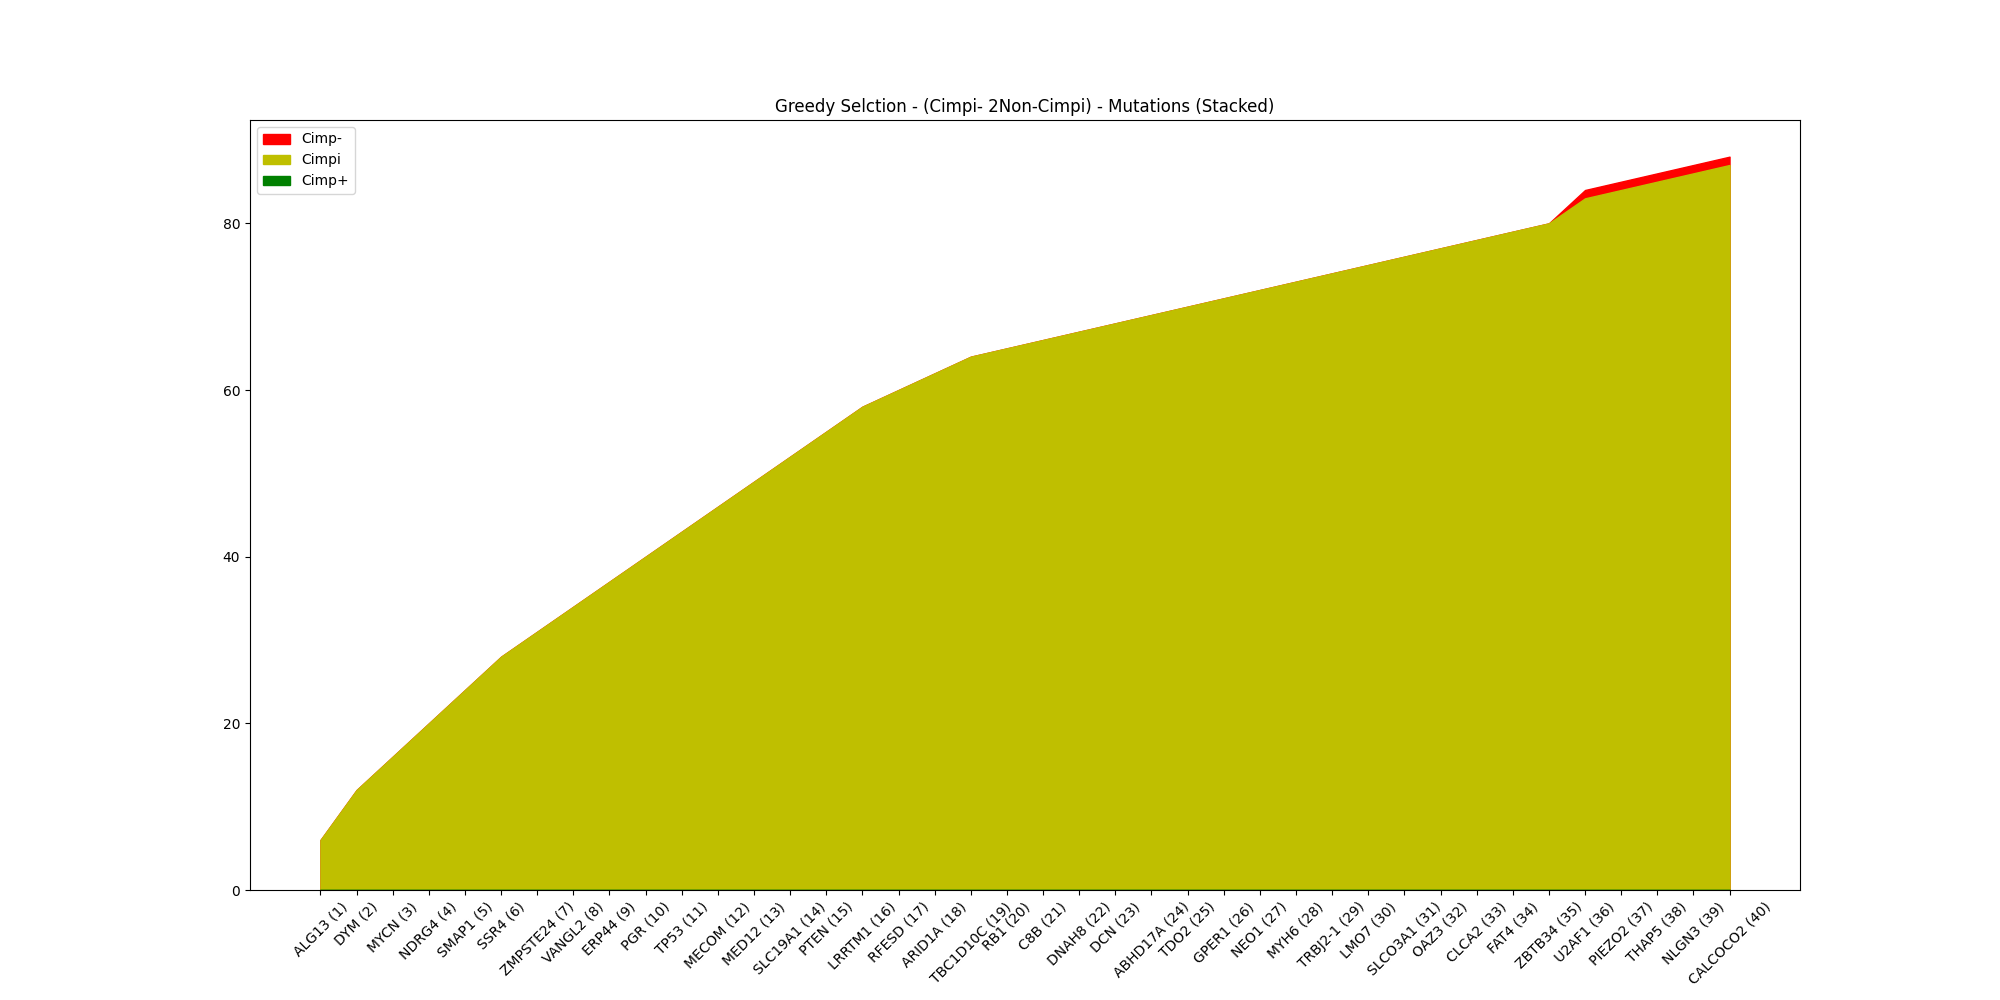 Greedy Selction - (Cimpi- 2Non-Cimpi) - Mutations (Stacked)
Cimp-
Cimpi
Cimp+
80
60
40
20
0
ALG13 (1)
DYM (2)
MYCN (3)
NDRG4 (4)
SMAP1 (5)
SSR4 (6)
ZMPSTE24 (7)
VANGL2 (8)
ERP44 (9)
PGR (10)
TP53 (11)
MECOM (12)
MED12 (13)
SLC19A1 (14)
PTEN (15)
LRRTM1 (16)
RFESD (17)
ARID1A (18)
TBC1D10C (19)
RB1 (20)
C8B (21)
DNAH8 (22)
DCN (23)
ABHD17A (24)
TDO2 (25)
GPER1 (26)
NEO1 (27)
MYH6 (28)
TRBJ2-1 (29)
LMO7 (30)
SLCO3A1 (31)
OAZ3 (32)
CLCA2 (33)
FAT4 (34)
ZBTB34 (35)
U2AF1 (36)
PIEZO2 (37)
THAP5 (38)
NLGN3 (39)
CALCOCO2 (40)